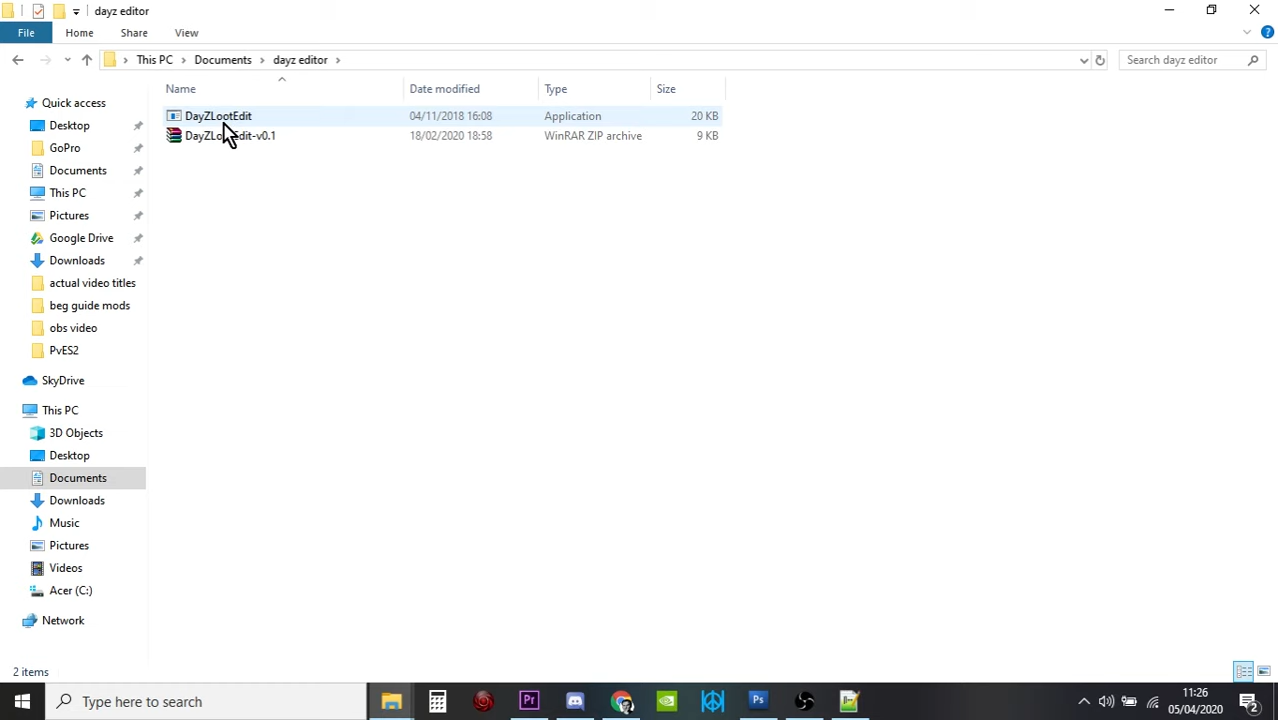 dayz editor
File Home Share View
This PC Documents dayz editor
Search dayz editor
Name Date modified Type Size
DayZLootEdit 04/11/2018 16:08 Application 20 KB
DayZLootEdit-v0.1 18/02/2020 18:58 WinRAR ZIP archive 9 KB
Quick access
Desktop
GoPro
Documents
This PC
Pictures
Google Drive
Downloads
actual video titles
beg guide mods
obs video
PvES2
SkyDrive
This PC
3D Objects
Desktop
Documents
Downloads
Music
Pictures
Videos
Acer (C:)
Network
2 items
Type here to search
Pr
Ps
11:26
05/04/2020
2